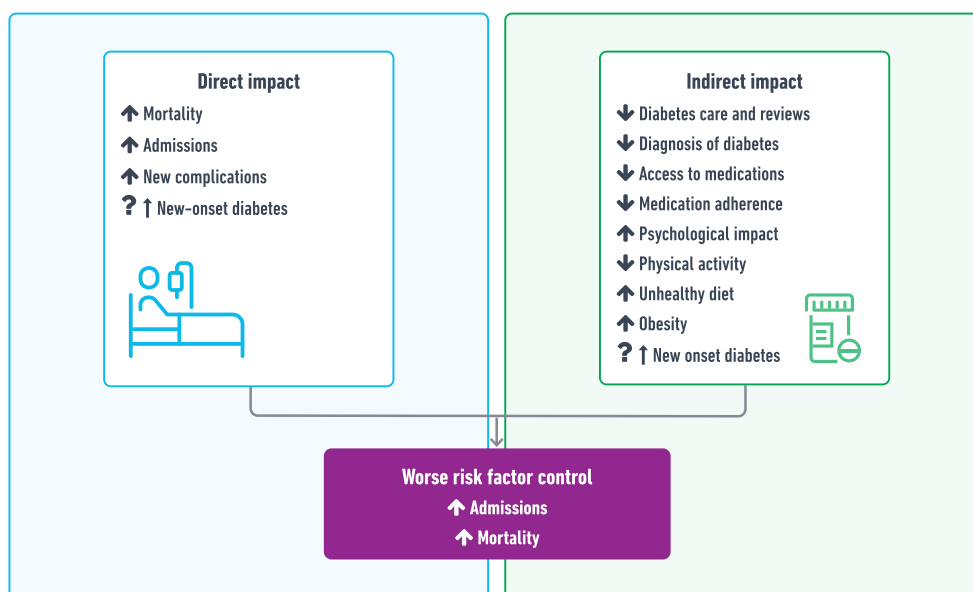 Direct impact
↑ Mortality
↑ Admissions
↑ New complications
? ↑ New-onset diabetes
Indirect impact
↓ Diabetes care and reviews
↓ Diagnosis of diabetes
↓ Access to medications
↓ Medication adherence
↑ Psychological impact
↓ Physical activity
↑ Unhealthy diet
↑ Obesity
? ↑ New onset diabetes
Worse risk factor control
↑ Admissions
↑ Mortality